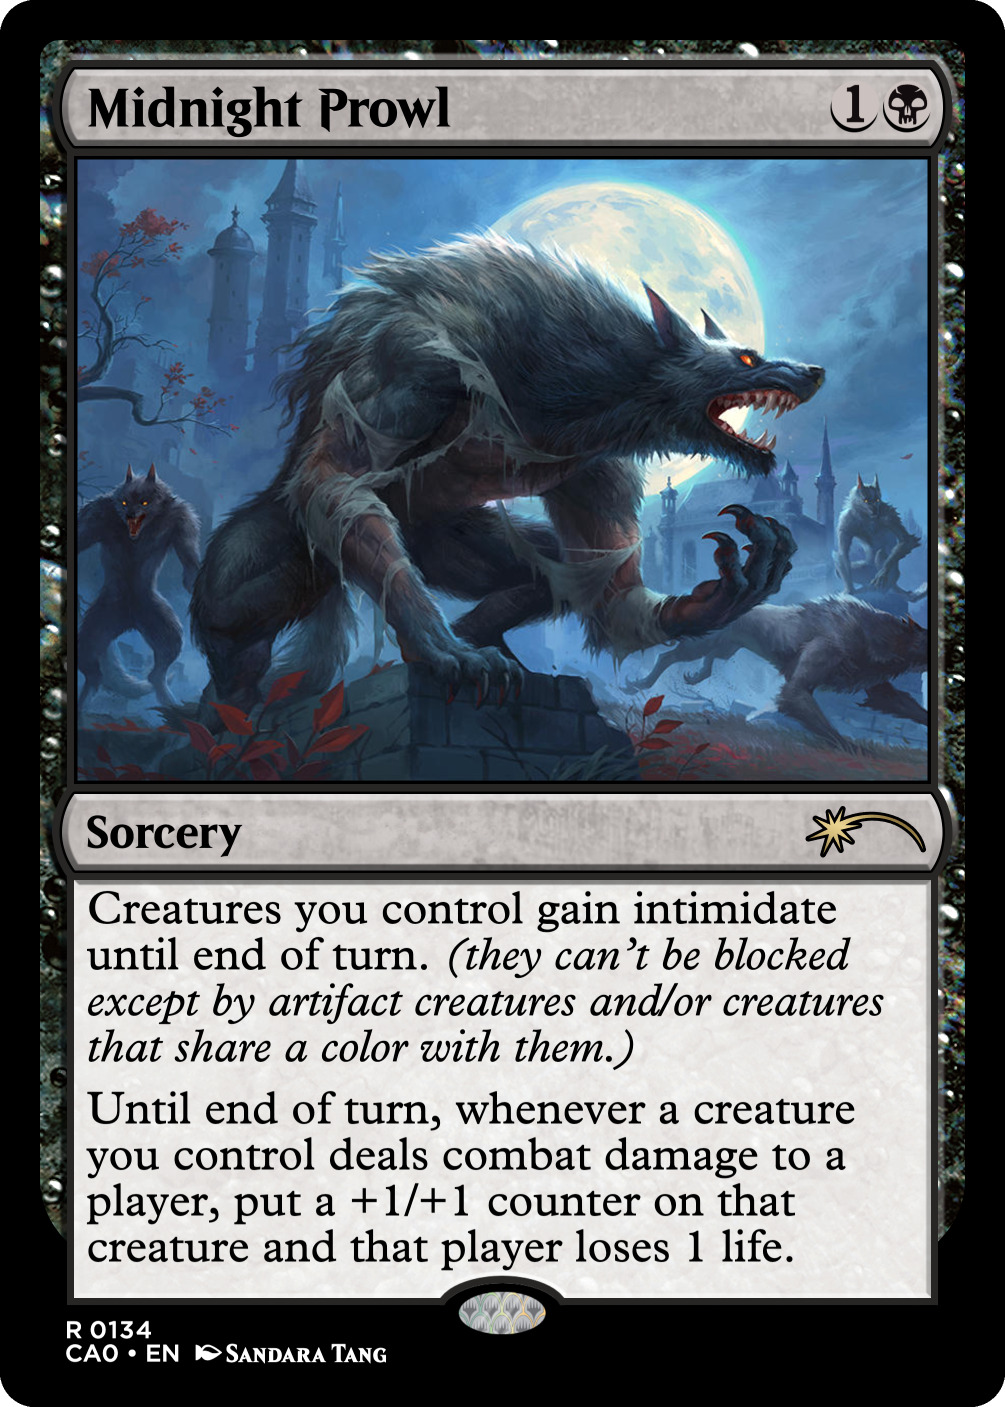 Midnight Prowl 1
Sorcery
Creatures you control gain intimidate
until end of turn. (they can't be blocked
except by artifact creatures and/or creatures
that share a color with them.)
Until end of turn, whenever a creature
you control deals combat damage to a
player, put a +1/+1 counter on that
creature and that player loses 1 life.
R 0134
CAO • EN SANDARA TANG